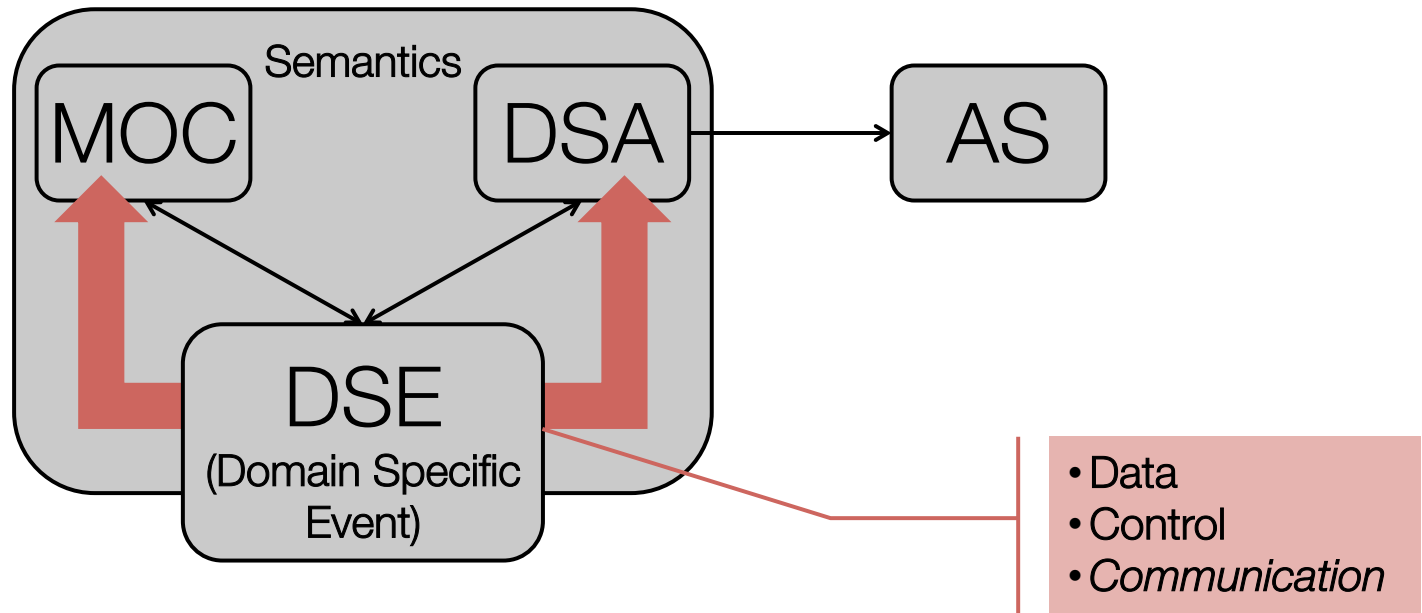 Semantics
MOC
DSA
AS
DSE
(Domain Specific
Event)
• Data
• Control
• Communication